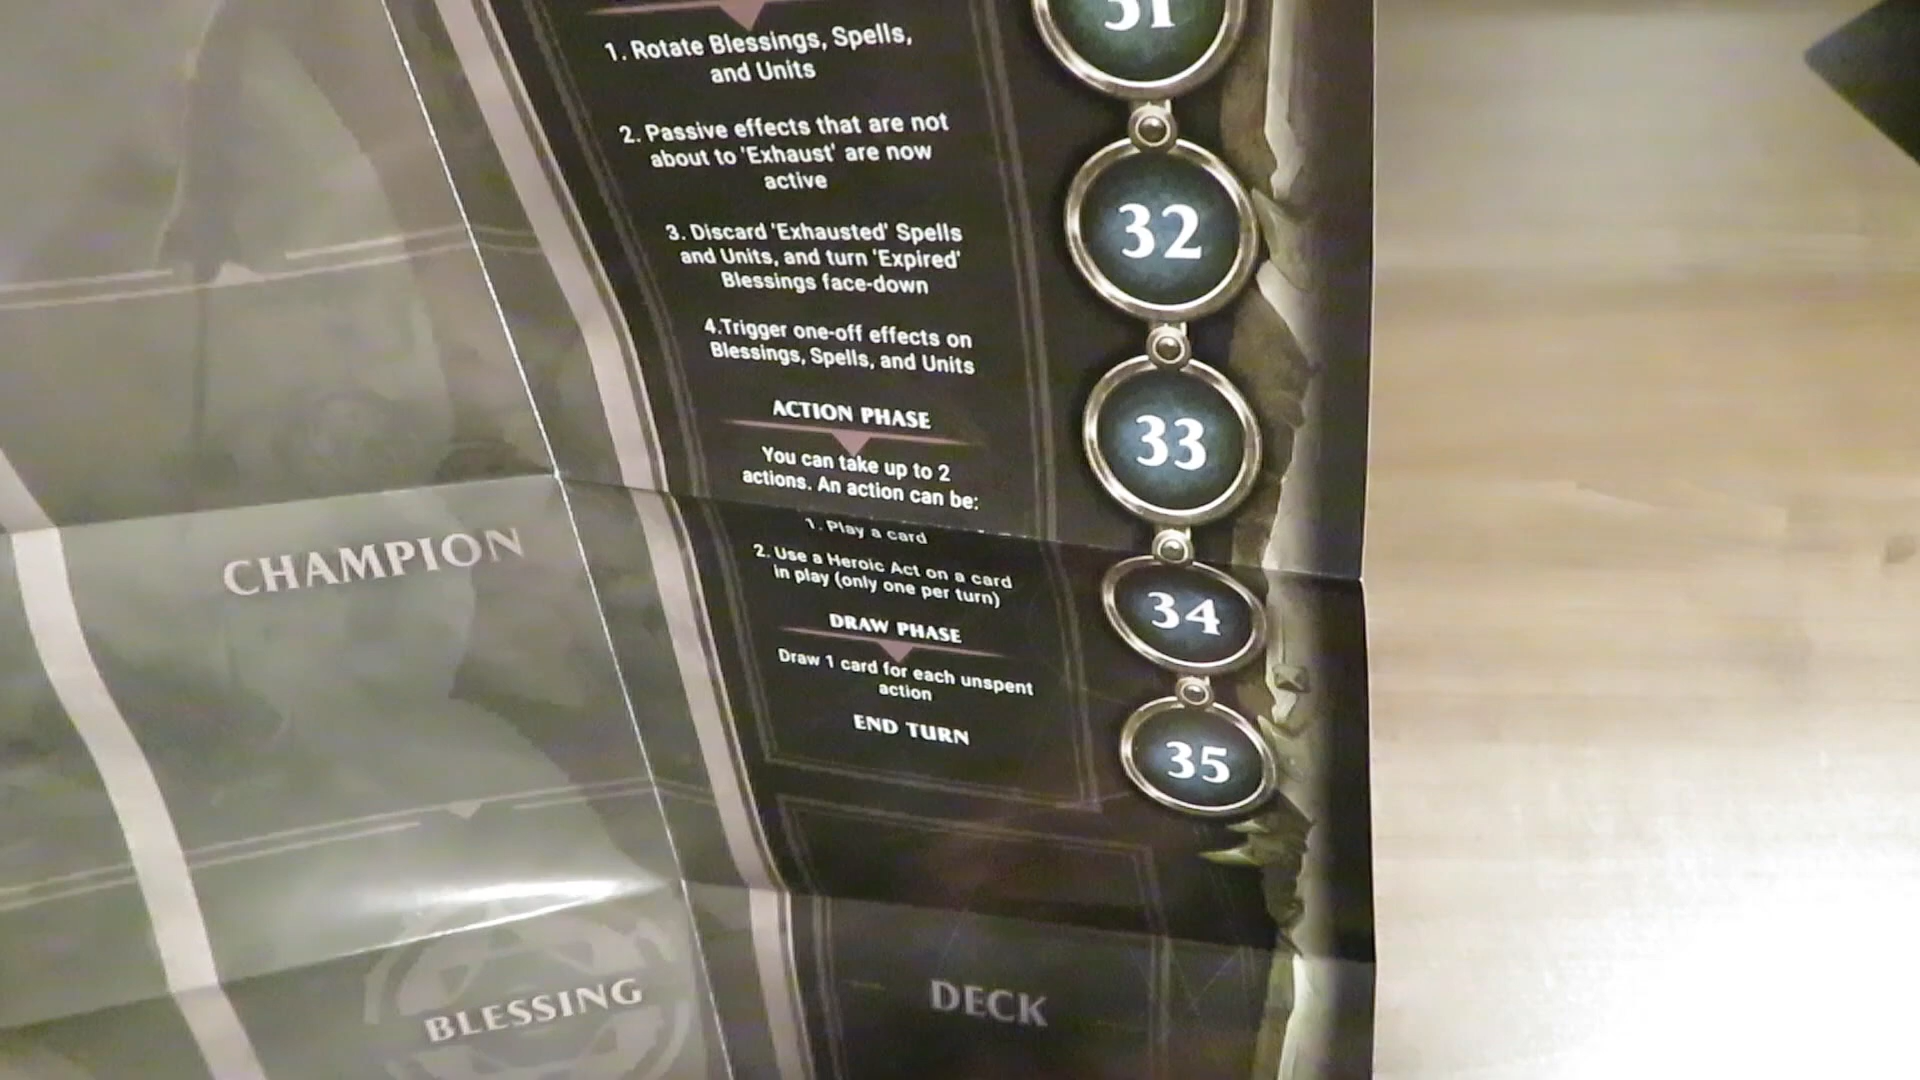 1. Rotate Blessings, Spells,
and Units
2. Passive effects that are not
about to 'Exhaust' are now
active
3. Discard 'Exhausted' Spells
and Units, and turn 'Expired'
Blessings face-down
4.Trigger one-off effects on
Blessings, Spells, and Units
ACTION PHASE
You can take up to 2
actions. An action can be:
1. Play a card
2. Use a Heroic Act on a card
in play (only one per turn)
DRAW PHASE
Draw 1 card for each unspent
action
END TURN
31
32
33
34
35
CHAMPION
BLESSING
DECK